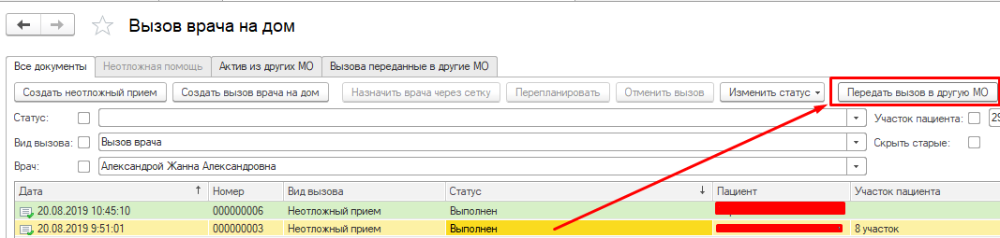 Вызов врача на дом
Все документы Неотложная помощь Актив из других МО Вызова переданные в другие МО
Создать неотложный прием Создать вызов врача на дом Назначить врача через сетку Перепланировать Отменить вызов Изменить статус Передать вызов в другую МО
Статус: Участок пациента: 29
Вид вызова: Вызов врача Скрыть старые:
Врач: Александрой Жанна Александровна
Дата Номер Вид вызова Статус Пациент Участок пациента
20.08.2019 10:45:10 000000006 Неотложный прием Выполнен
20.08.2019 9:51:01 000000003 Неотложный прием Выполнен 8 участок